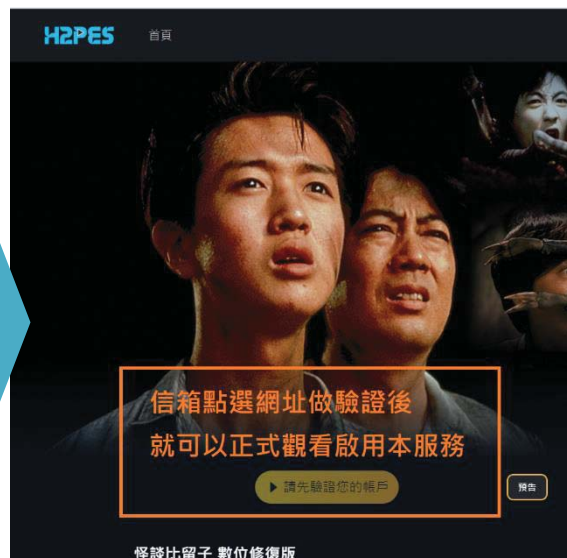 H2PES
首頁
信箱點選網址做驗證後
就可以正式觀看啟用本服務
請先驗證您的帳戶
預告
怪談比留子 數位修復版